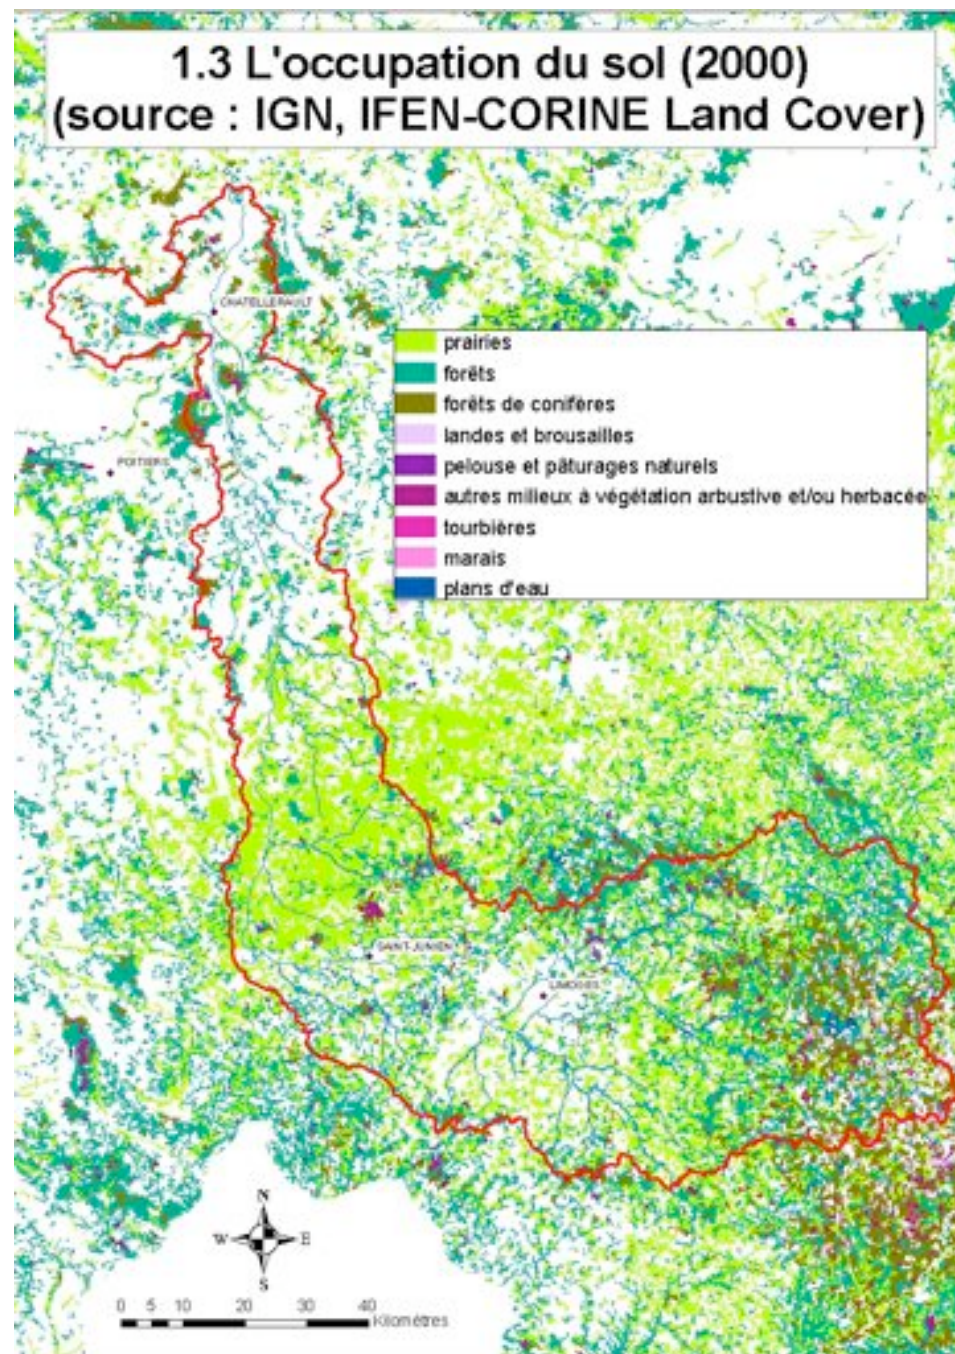 1.3 L'occupation du sol (2000)
(source : IGN, IFEN-CORINE Land Cover)
CHATELLERAULT
prairies
forêts
forêts de conifères
landes et brousailles
pelouse et pâturages naturels
autres milieux à végétation arbustive et/ou herbacée
tourbières
marais
plans d'eau
POITIERS
SAINT-JUNIEN
LIMOGES
N
W E
S
0 5 10 20 30 40
Kilomètres